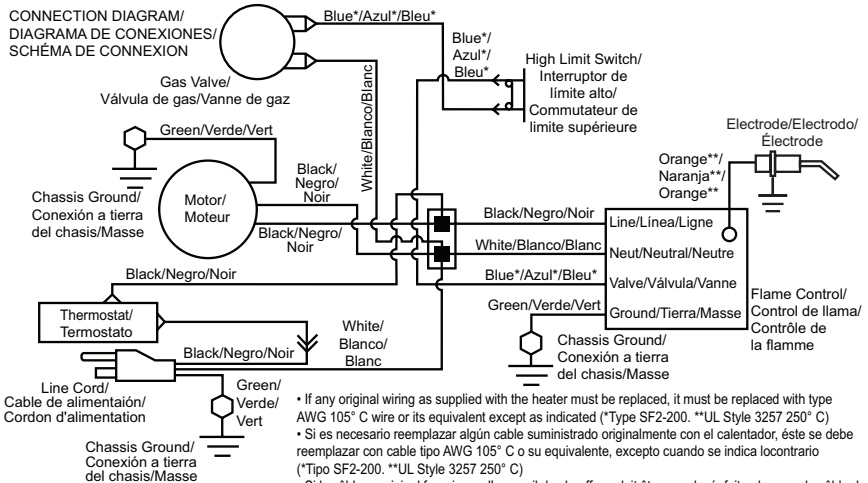 CONNECTION DIAGRAM/
DIAGRAMA DE CONEXIONES/
SCHÉMA DE CONNEXION
Blue*/Azul*/Bleu*
Gas Valve/
Válvula de gas/Vanne de gaz
Blue*/
Azul*/
Bleu*
High Limit Switch/
Interruptor de
límite alto/
Commutateur de
limite supérieure
White/Blanco/Blanc
Green/Verde/Vert
Chassis Ground/
Conexión a tierra
del chasis/Masse
Motor/
Moteur
Black/
Negro/
Noir
Black/Negro/
Noir
Electrode/Electrodo/
Électrode
Orange**/
Naranja**/
Orange**
Black/Negro/Noir
White/Blanco/Blanc
Blue*/Azul*/Bleu*
Green/Verde/Vert
Line/Línea/Ligne
Neut/Neutral/Neutre
Valve/Válvula/Vanne
Ground/Tierra/Masse
Flame Control/
Control de llama/
Contrôle de
la flamme
Chassis Ground/
Conexión a tierra
del chasis/Masse
Black/Negro/Noir
Thermostat/
Termostato
White/
Blanco/
Blanc
Black/Negro/Noir
Line Cord/
Cable de alimentaión/
Cordon d'alimentation
Green/
Verde/
Vert
Chassis Ground/
Conexión a tierra
del chasis/Masse
• If any original wiring as supplied with the heater must be replaced, it must be replaced with type
AWG 105° C wire or its equivalent except as indicated (*Type SF2-200. **UL Style 3257 250° C)
• Si es necesario reemplazar algún cable suministrado originalmente con el calentador, éste se debe
reemplazar con cable tipo AWG 105° C o su equivalente, excepto cuando se indica locontrario
(*Tipo SF2-200. **UL Style 3257 250° C)